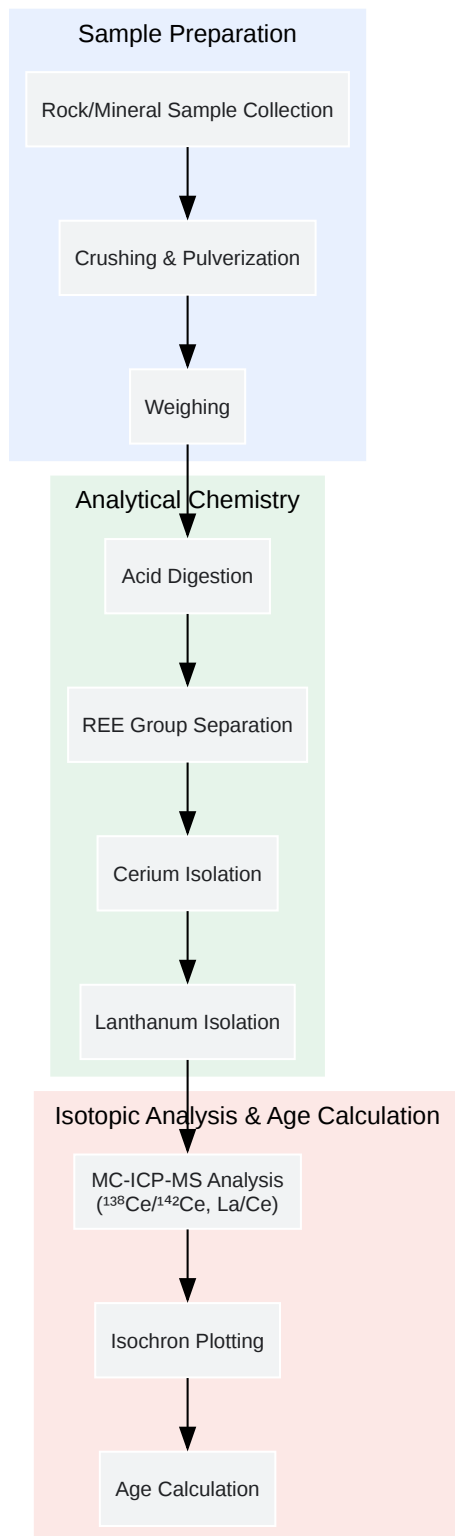 Sample Preparation
Rock/Mineral Sample Collection
Crushing & Pulverization
Weighing
Analytical Chemistry
Acid Digestion
REE Group Separation
Cerium Isolation
Lanthanum Isolation
Isotopic Analysis & Age Calculation
MC-ICP-MS Analysis
(¹³⁸Ce/¹⁴²Ce, La/Ce)
Isochron Plotting
Age Calculation